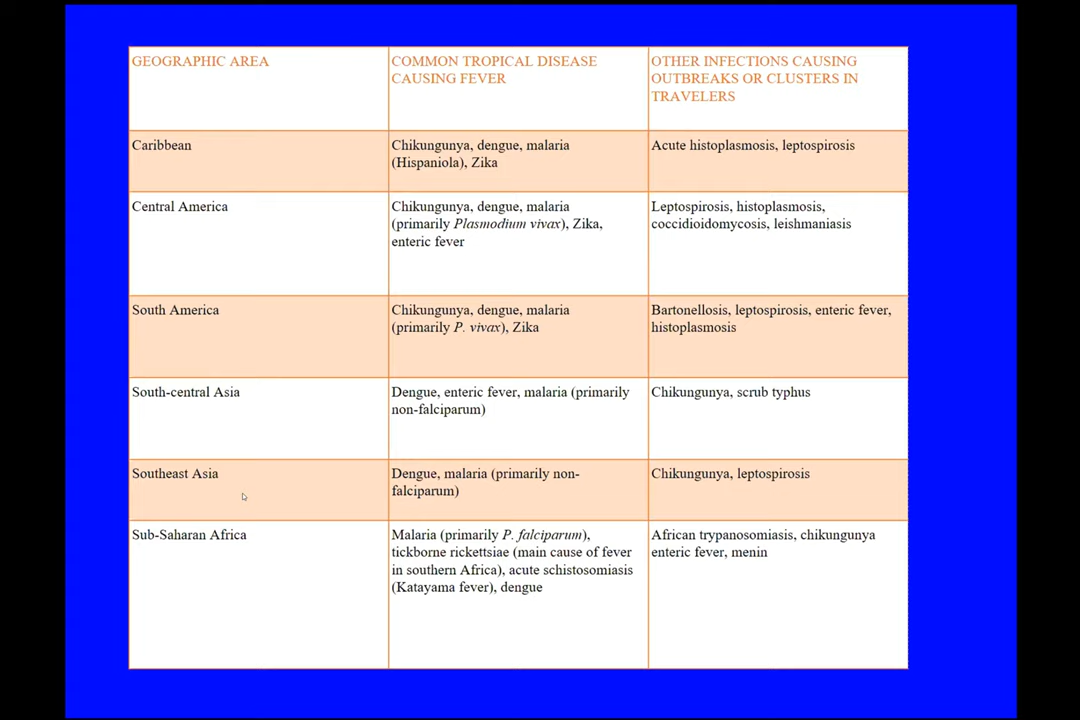 GEOGRAPHIC AREA
COMMON TROPICAL DISEASE
CAUSING FEVER
OTHER INFECTIONS CAUSING
OUTBREAKS OR CLUSTERS IN
TRAVELERS
Caribbean
Chikungunya, dengue, malaria
(Hispaniola), Zika
Acute histoplasmosis, leptospirosis
Central America
Chikungunya, dengue, malaria
(primarily Plasmodium vivax), Zika,
enteric fever
Leptospirosis, histoplasmosis,
coccidioidomycosis, leishmaniasis
South America
Chikungunya, dengue, malaria
(primarily P. vivax), Zika
Bartonellosis, leptospirosis, enteric fever,
histoplasmosis
South-central Asia
Dengue, enteric fever, malaria (primarily
non-falciparum)
Chikungunya, scrub typhus
Southeast Asia
Dengue, malaria (primarily non-
falciparum)
Chikungunya, leptospirosis
Sub-Saharan Africa
Malaria (primarily P. falciparum),
tickborne rickettsiae (main cause of fever
in southern Africa), acute schistosomiasis
(Katayama fever), dengue
African trypanosomiasis, chikungunya
enteric fever, menin